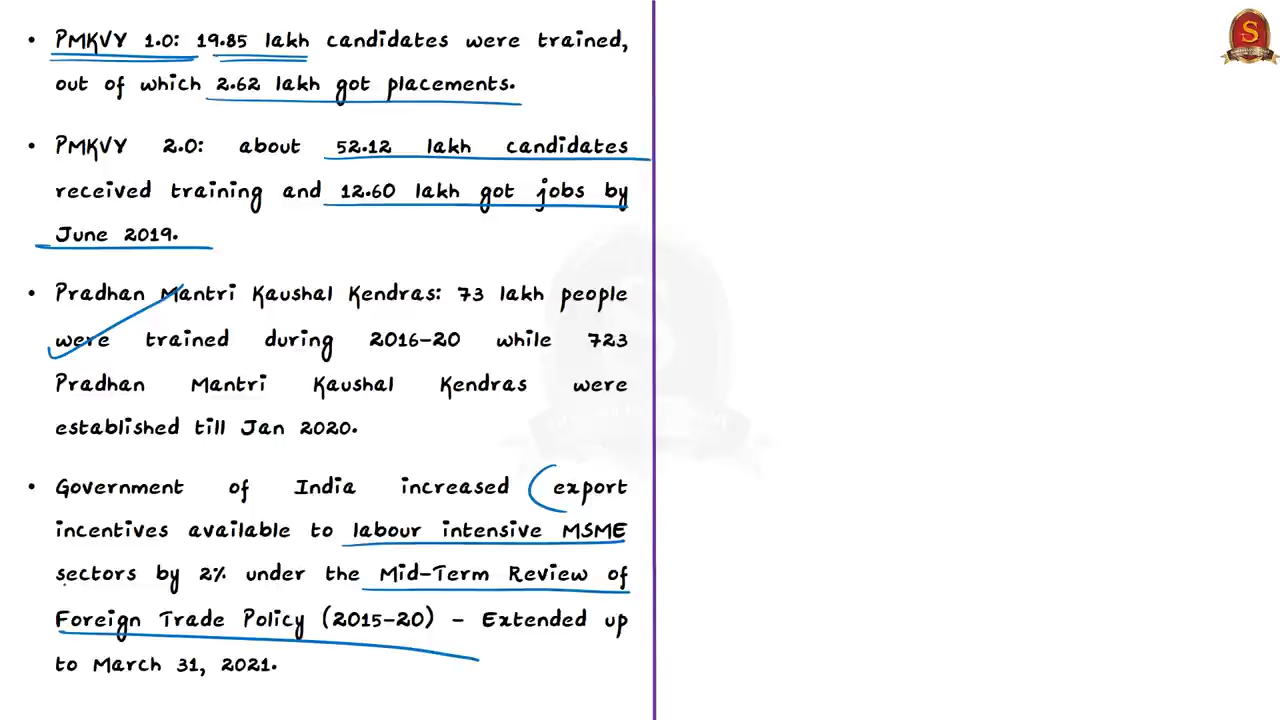 • PMKVY 1.0: 19.85 lakh candidates were trained,
out of which 2.62 lakh got placements.
• PMKVY 2.0: about 52.12 lakh candidates
received training and 12.60 lakh got jobs by
June 2019.
• Pradhan Mantri Kaushal Kendras: 73 lakh people
were trained during 2016-20 while 723
Pradhan Mantri Kaushal Kendras were
established till Jan 2020.
• Government of India increased export
incentives available to labour intensive MSME
sectors by 2% under the Mid-Term Review of
Foreign Trade Policy (2015-20) - Extended up
to March 31, 2021.
S